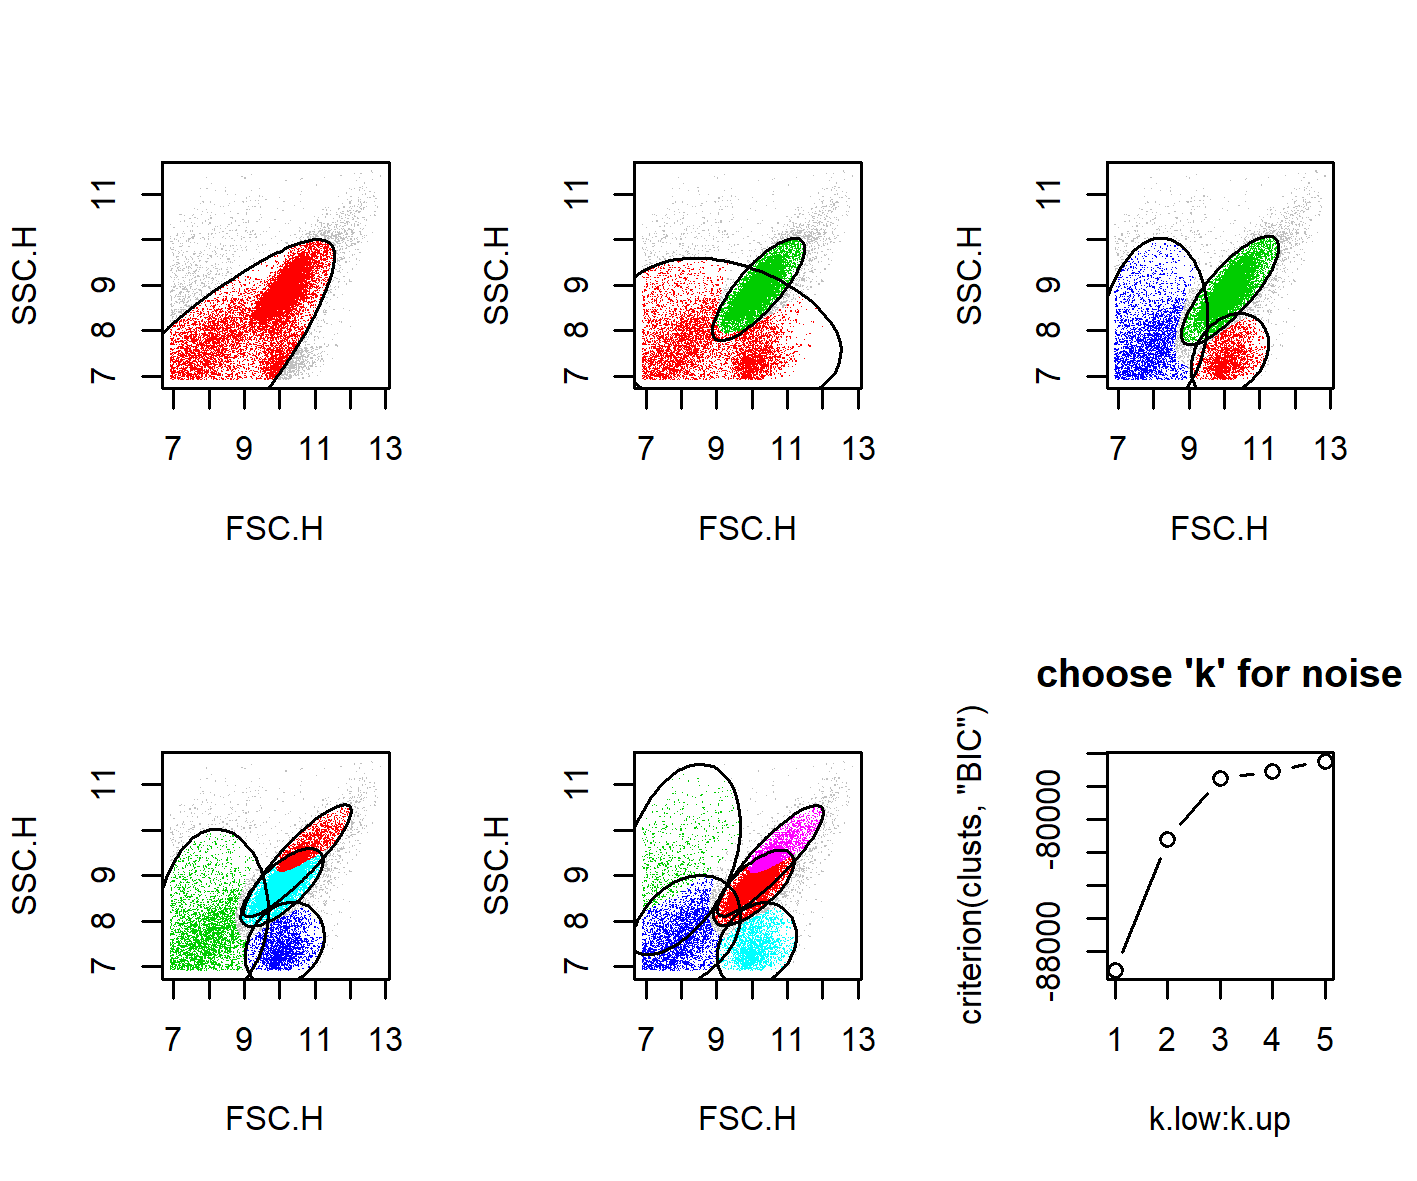 SSC.H
11
9
8
7
7 9 11 13
FSC.H
SSC.H
11
9
8
7
7 9 11 13
FSC.H
SSC.H
11
9
8
7
7 9 11 13
FSC.H
SSC.H
11
9
8
7
7 9 11 13
FSC.H
SSC.H
11
9
8
7
7 9 11 13
FSC.H
choose 'k' for noise
criterion(clusts, "BIC")
-80000
-88000
1 2 3 4 5
k.low:k.up